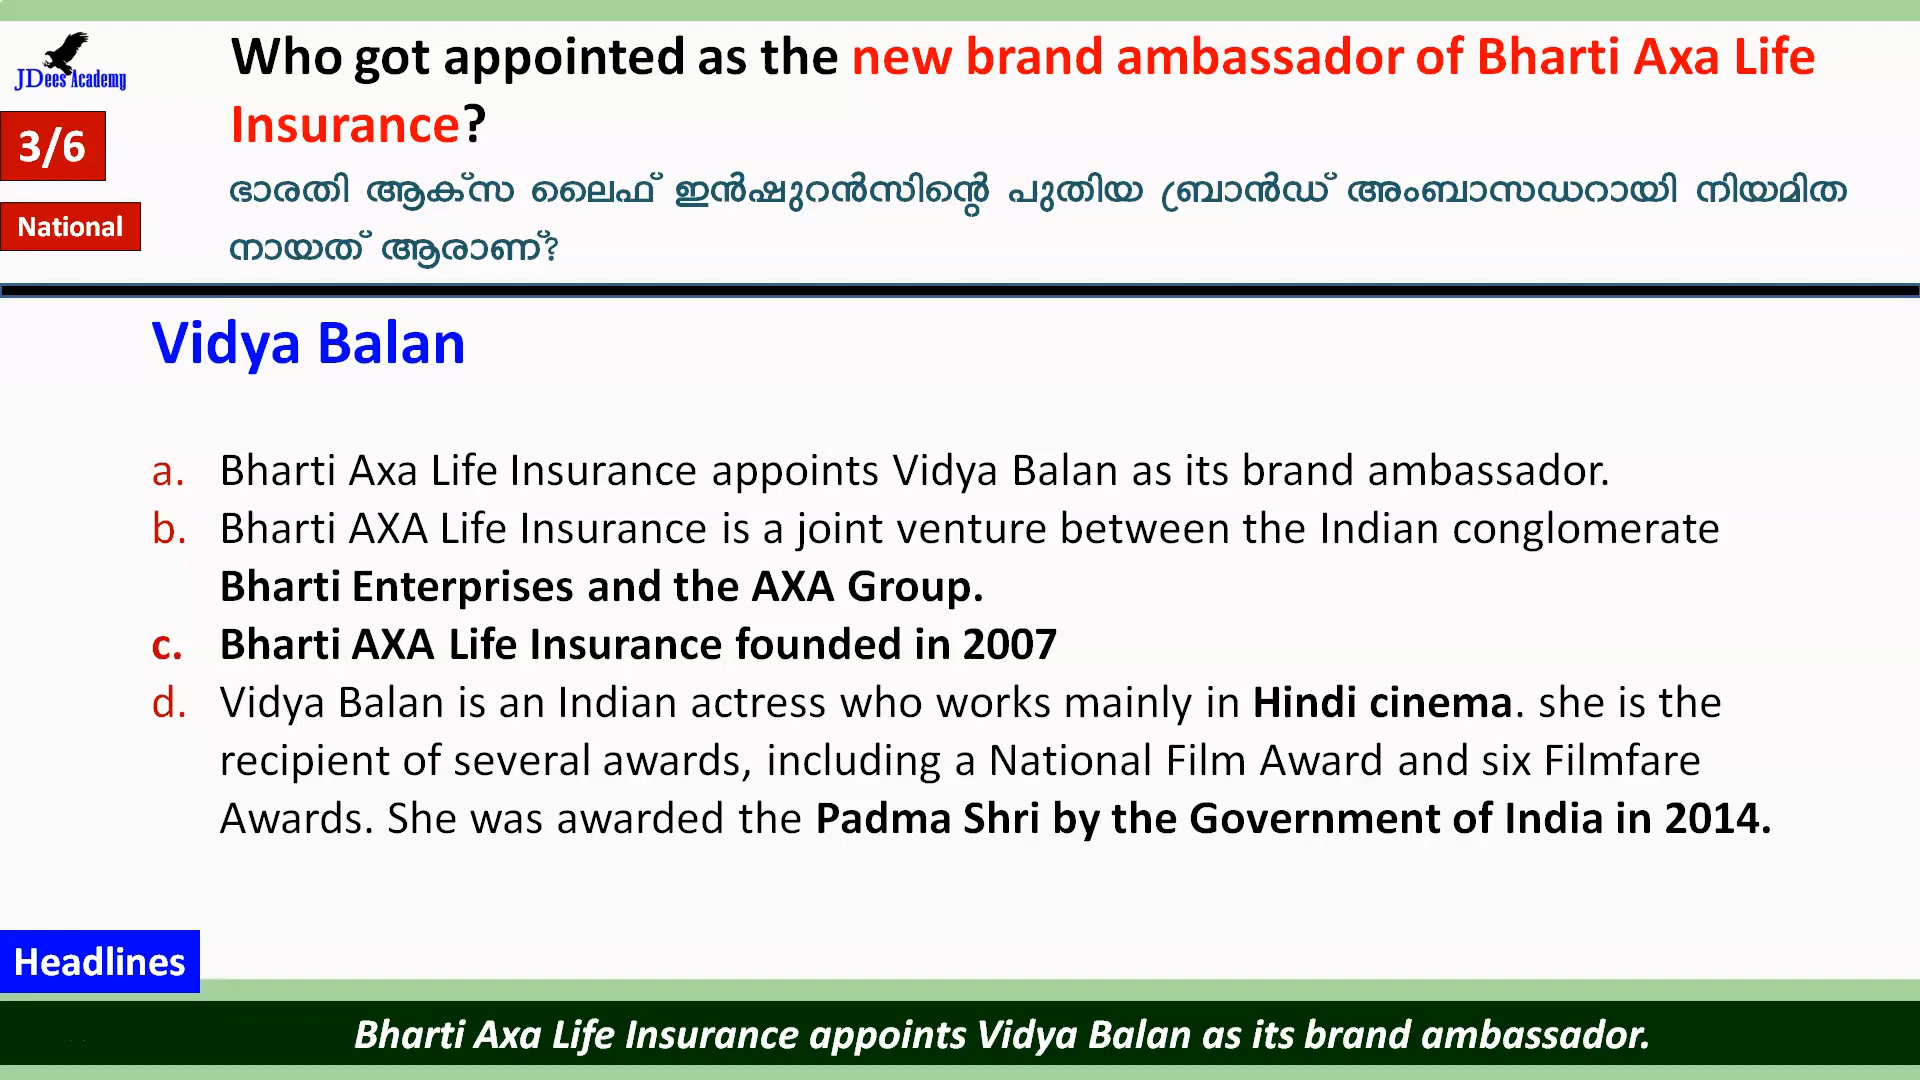 JDees Academy
Who got appointed as the new brand ambassador of Bharti Axa Life
Insurance?
3/6
National
ഭാരതി ആക്സ ലൈഫ് ഇൻഷുറൻസിന്റെ പുതിയ ബ്രാൻഡ് അംബാസഡറായി നിയമിത
നായത് ആരാണ്?
Vidya Balan
a. Bharti Axa Life Insurance appoints Vidya Balan as its brand ambassador.
b. Bharti AXA Life Insurance is a joint venture between the Indian conglomerate
Bharti Enterprises and the AXA Group.
c. Bharti AXA Life Insurance founded in 2007
d. Vidya Balan is an Indian actress who works mainly in Hindi cinema. she is the
recipient of several awards, including a National Film Award and six Filmfare
Awards. She was awarded the Padma Shri by the Government of India in 2014.
Headlines
Bharti Axa Life Insurance appoints Vidya Balan as its brand ambassador.